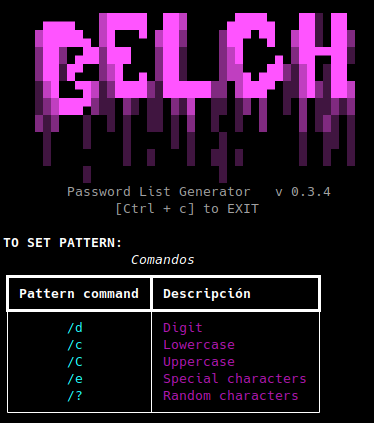 Password List Generator v 0.3.4
[Ctrl + c] to EXIT
TO SET PATTERN:
Comandos
Pattern command Descripción
/d Digit
/c Lowercase
/C Uppercase
/e Special characters
/? Random characters